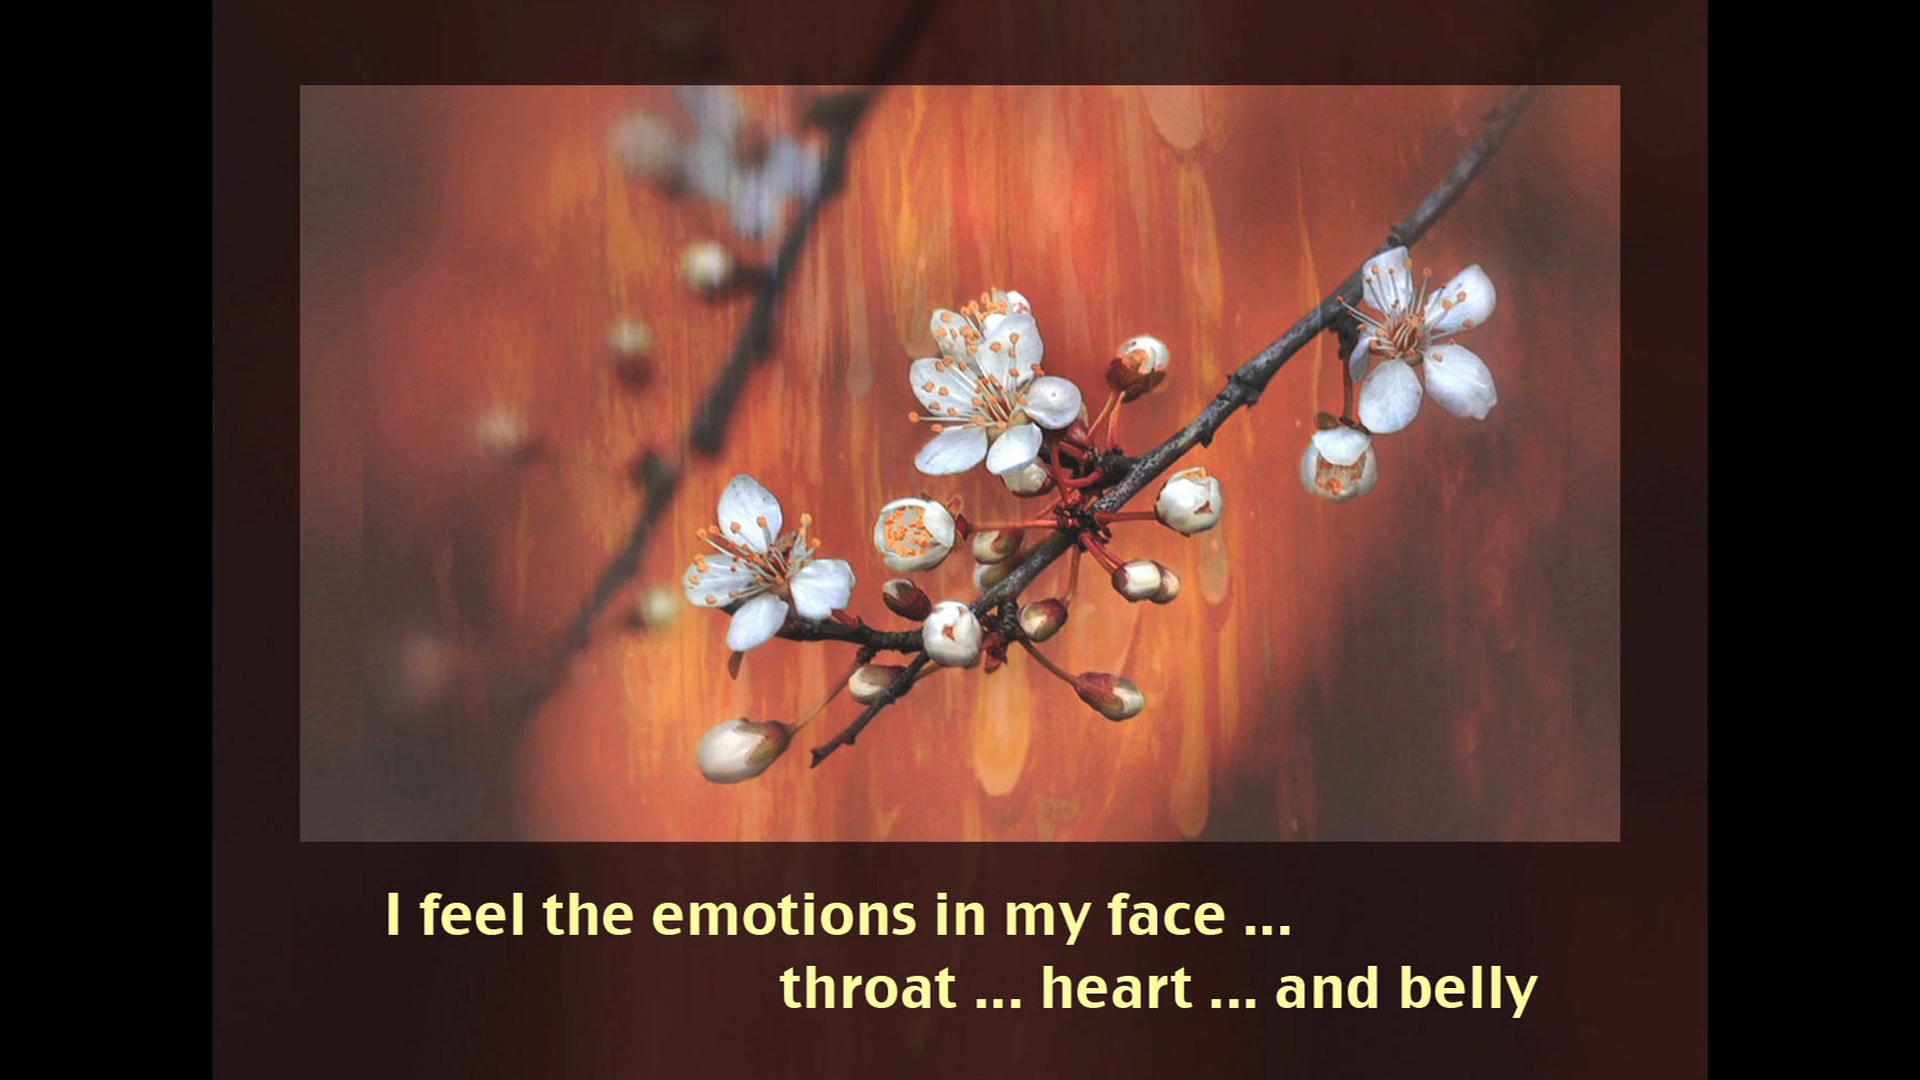 I feel the emotions in my face ...
throat ... heart ... and belly